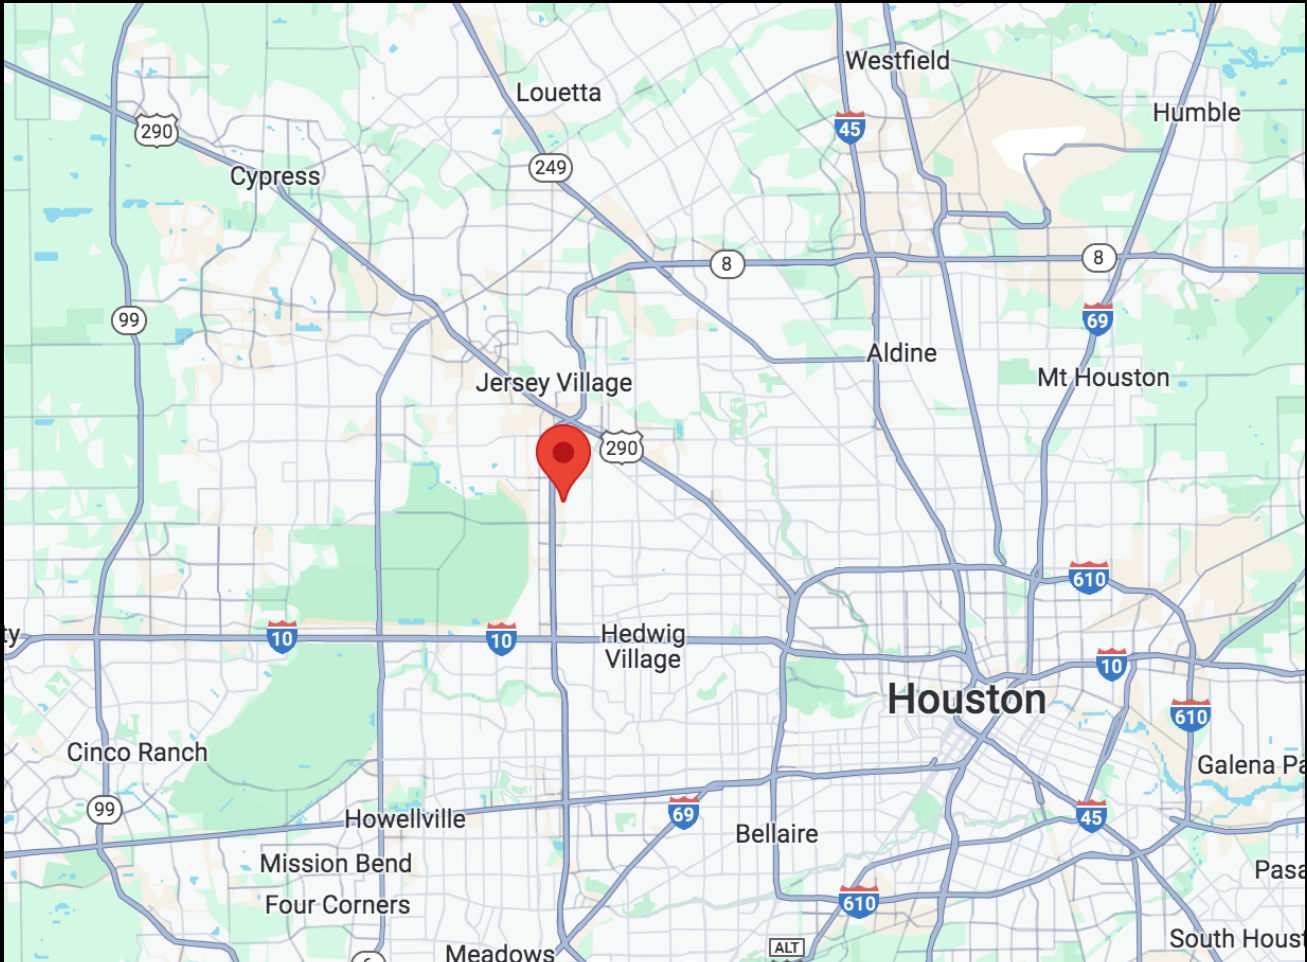 Westfield
Louetta
45
Humble
290
249
Cypress
8
8
99
69
Aldine
Mt Houston
Jersey Village
290
610
ty
10
10
Hedwig
Village
10
Houston
610
Cinco Ranch
Galena Pa
99
69
45
Howellville
Bellaire
Mission Bend
Pasa
Four Corners
610
South Houst
ALT
Meadows